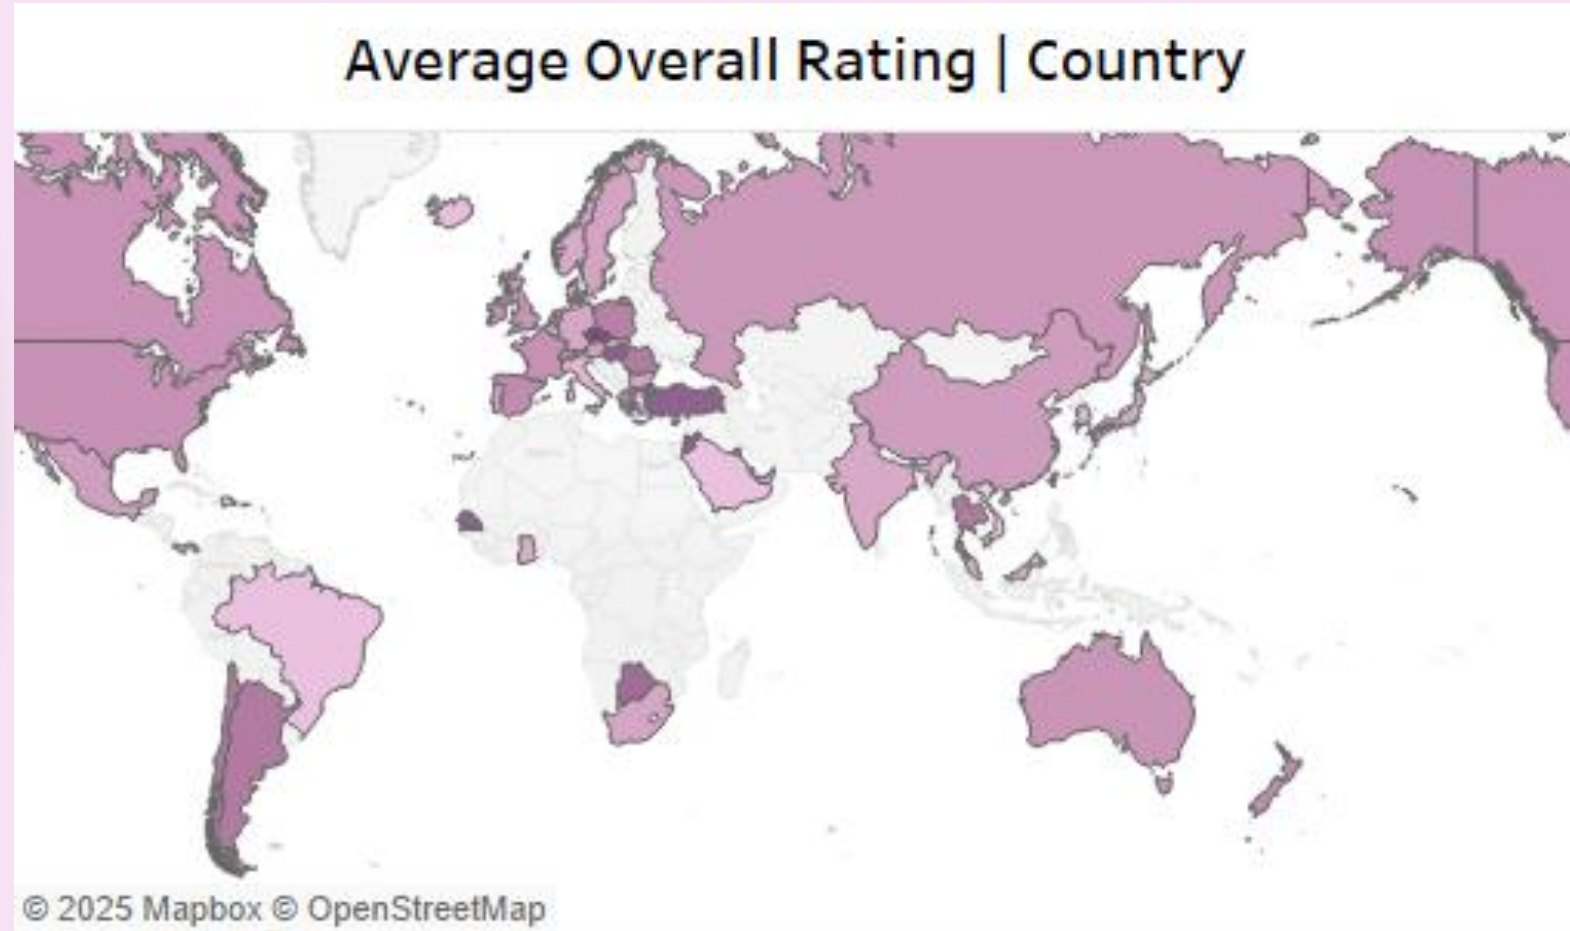 Average Overall Rating | Country
© 2025 Mapbox © OpenStreetMap